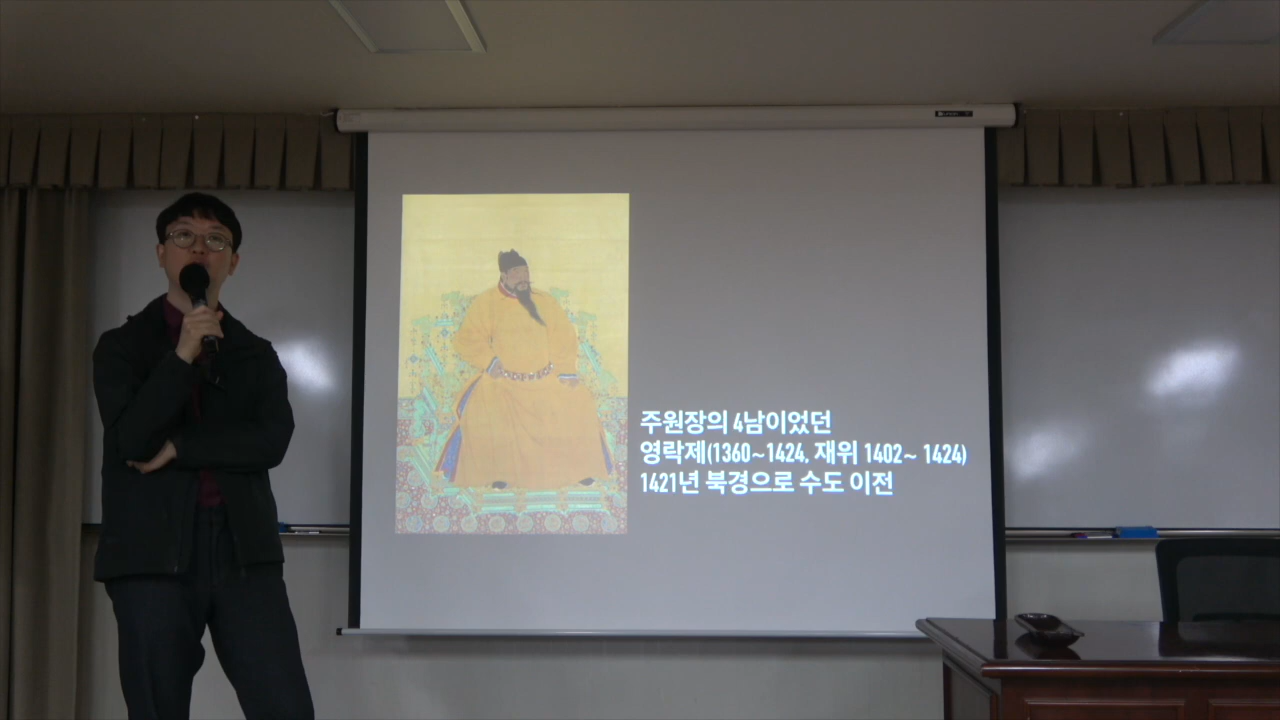 주원장의 4남이었던
영락제(1360~1424, 재위 1402~ 1424)
1421년 북경으로 수도 이전